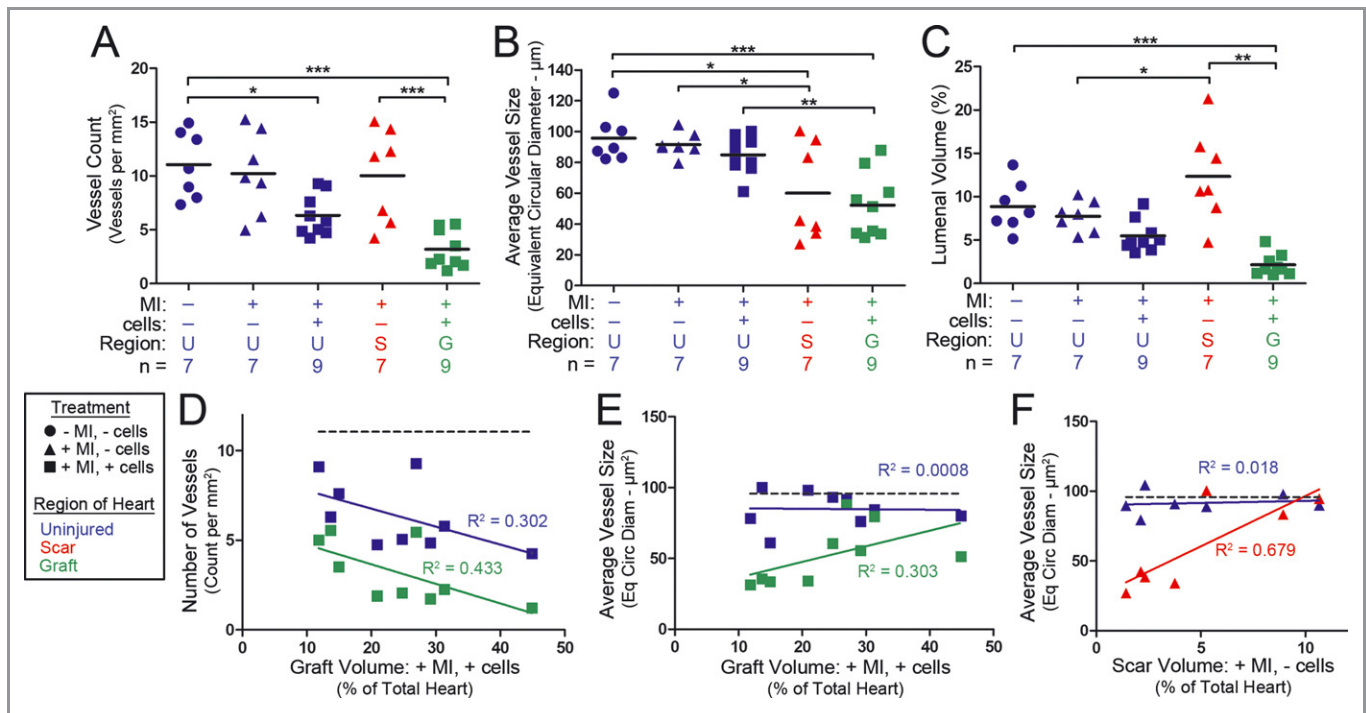 A
Vessel Count
(Vessels per mm²)
20
15
10
5
0
***
*
***
MI: – + + + +
cells: – – + – +
Region: U U U S G
n = 7 7 9 7 9
B
Average Vessel Size
(Equivalent Circular Diameter - μm)
140
120
100
80
60
40
20
0
***
*
*
**
– + + + +
– – + – +
U U U S G
7 7 9 7 9
C
Lumenal Volume (%)
25
20
15
10
5
0
***
*
**
– + + + +
– – + – +
U U U S G
7 7 9 7 9
Treatment
- MI, - cells
+ MI, - cells
+ MI, + cells
Region of Heart
Uninjured
Scar
Graft
D
Number of Vessels
(Count per mm²)
10
5
0
R² = 0.302
R² = 0.433
0 10 20 30 40 50
Graft Volume: + MI, + cells
(% of Total Heart)
E
Average Vessel Size
(Eq Circ Diam - μm²)
150
100
50
0
R² = 0.0008
R² = 0.303
0 10 20 30 40 50
Graft Volume: + MI, + cells
(% of Total Heart)
F
Average Vessel Size
(Eq Circ Diam - μm²)
150
100
50
0
R² = 0.018
R² = 0.679
0 5 10
Scar Volume: + MI, - cells
(% of Total Heart)